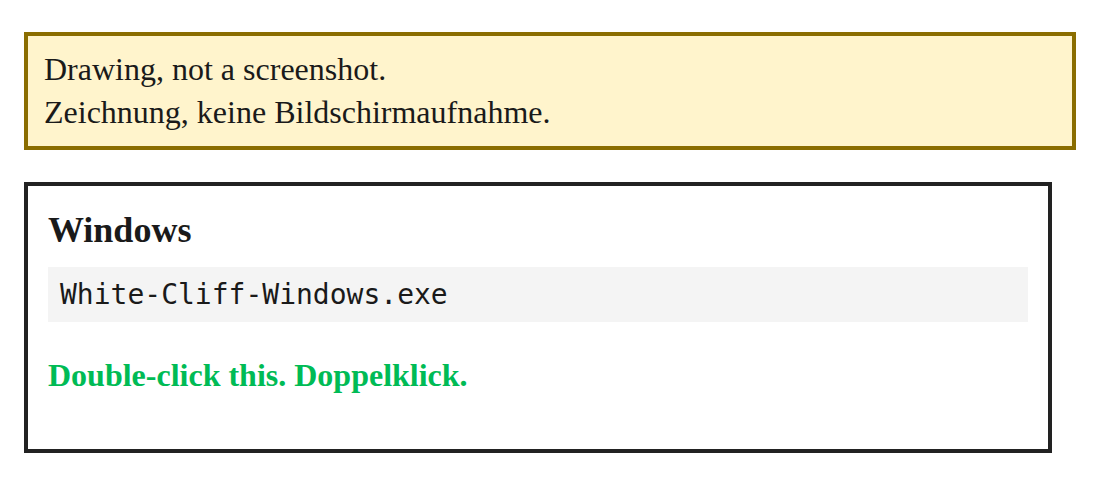 Drawing, not a screenshot.
Zeichnung, keine Bildschirmaufnahme.
Windows
White-Cliff-Windows.exe
Double-click this. Doppelklick.